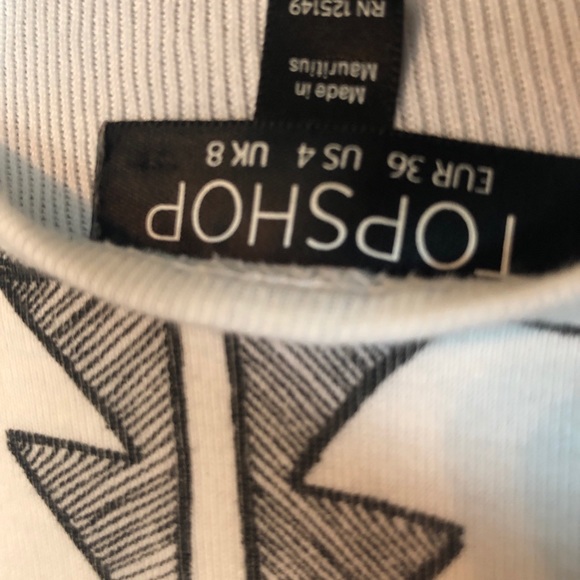 TOPSHOP
EUR 36 US 4 UK 8
Made in
Mauritius
RN 125149